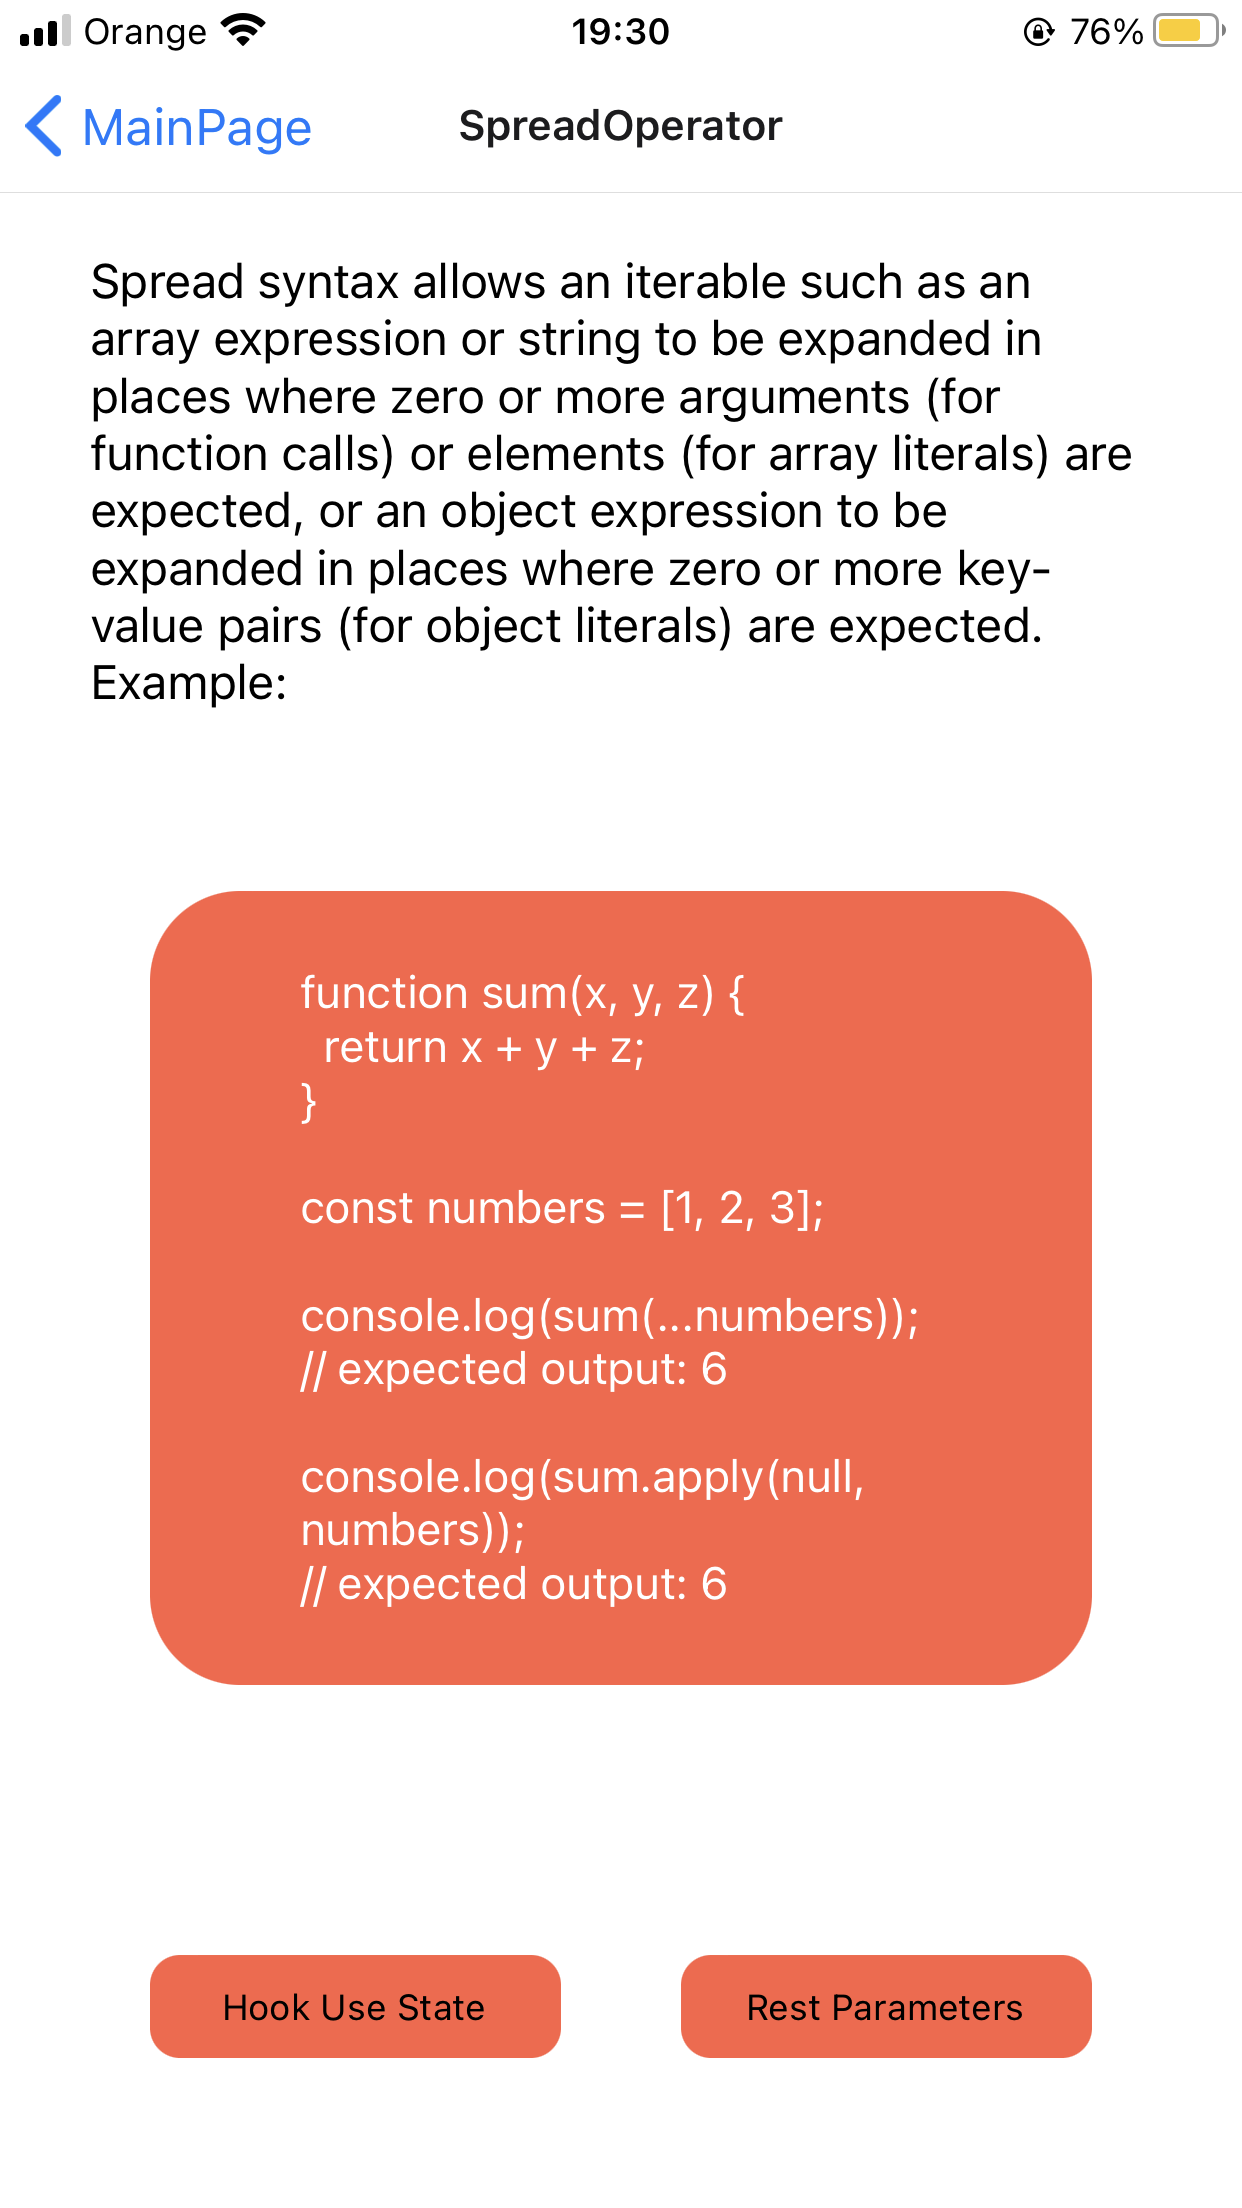 Orange
19:30
76%
MainPage
SpreadOperator
Spread syntax allows an iterable such as an
array expression or string to be expanded in
places where zero or more arguments (for
function calls) or elements (for array literals) are
expected, or an object expression to be
expanded in places where zero or more key-
value pairs (for object literals) are expected.
Example:
function sum(x, y, z) {
  return x + y + z;
}
const numbers = [1, 2, 3];
console.log(sum(...numbers));
// expected output: 6
console.log(sum.apply(null,
numbers));
// expected output: 6
Hook Use State
Rest Parameters